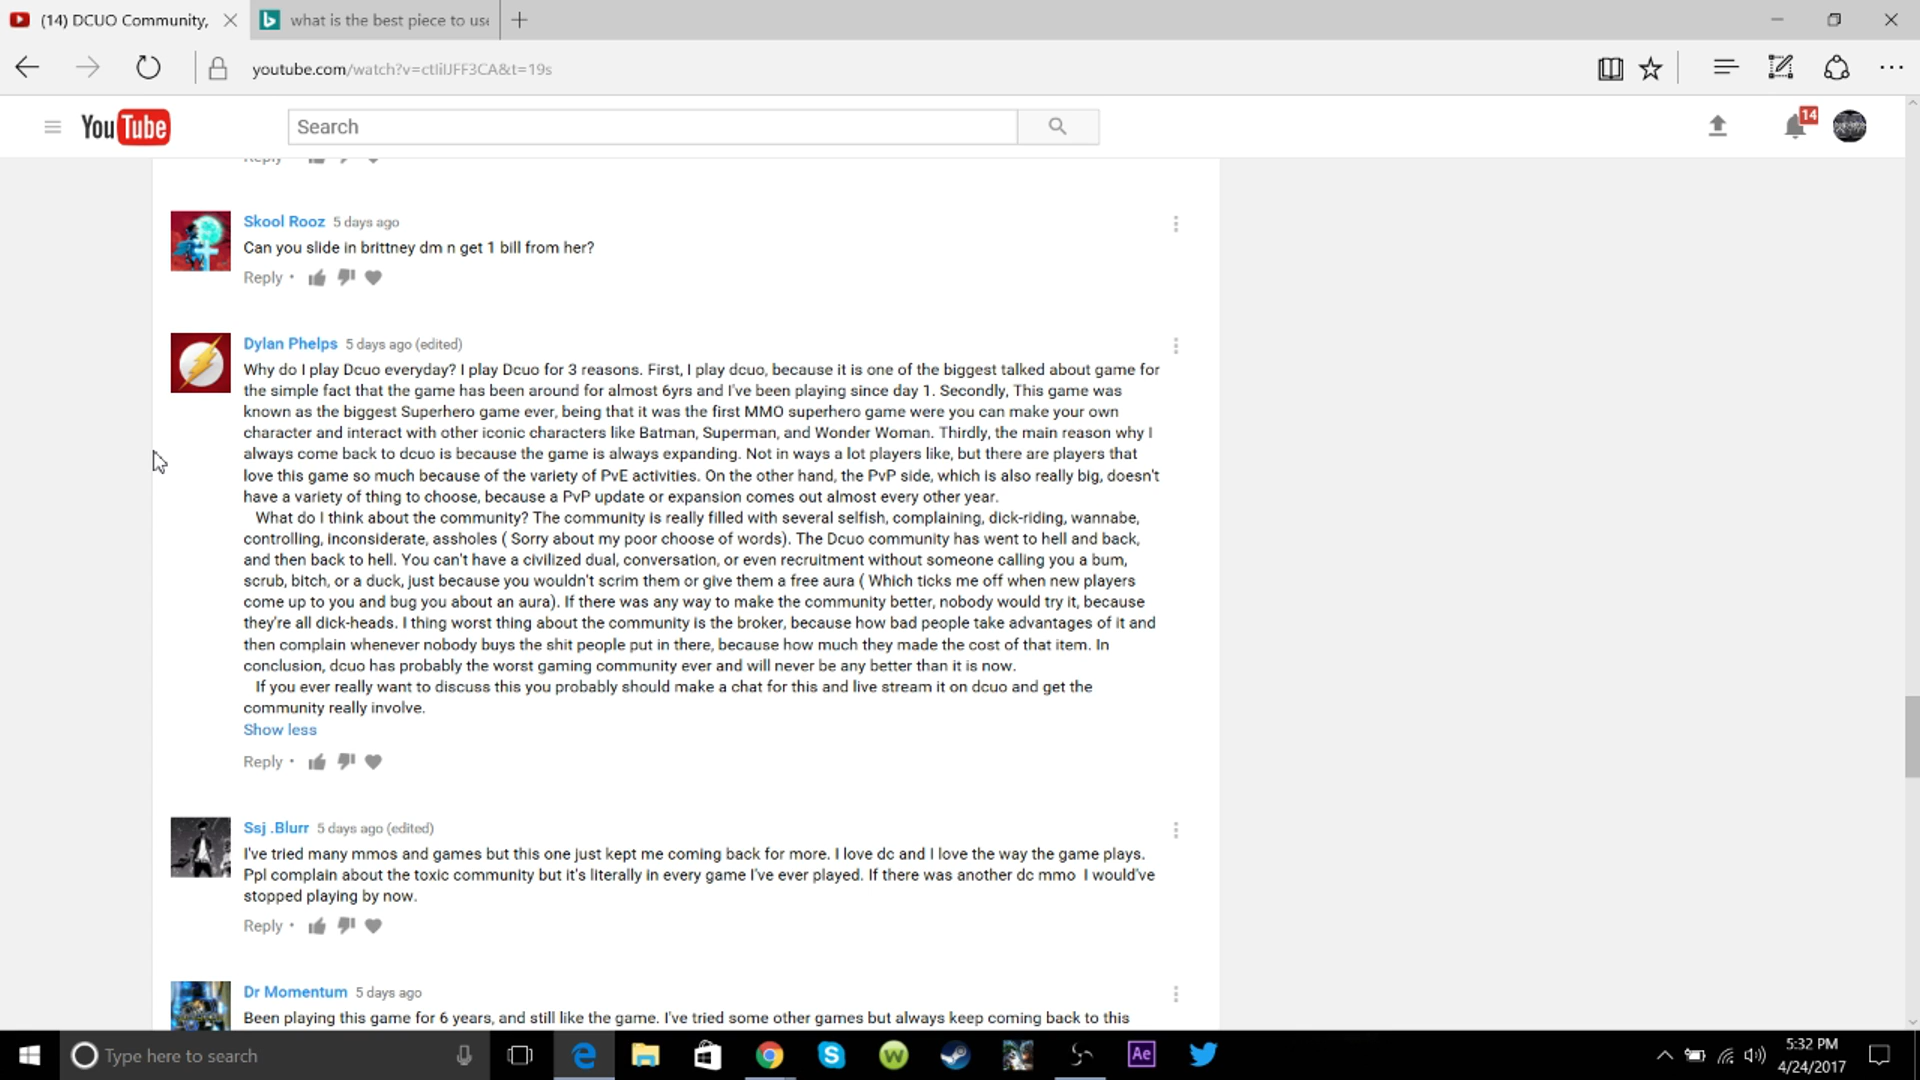 (14) DCUO Community,
what is the best piece to use
youtube.com/watch?v=ctIiIJFF3CA&t=19s
YouTube
Search
14
Reply
Skool Rooz 5 days ago
Can you slide in brittney dm n get 1 bill from her?
Reply •
Dylan Phelps 5 days ago (edited)
Why do I play Dcuo everyday? I play Dcuo for 3 reasons. First, I play dcuo, because it is one of the biggest talked about game for
the simple fact that the game has been around for almost 6yrs and I've been playing since day 1. Secondly, This game was
known as the biggest Superhero game ever, being that it was the first MMO superhero game were you can make your own
character and interact with other iconic characters like Batman, Superman, and Wonder Woman. Thirdly, the main reason why I
always come back to dcuo is because the game is always expanding. Not in ways a lot players like, but there are players that
love this game so much because of the variety of PvE activities. On the other hand, the PvP side, which is also really big, doesn't
have a variety of thing to choose, because a PvP update or expansion comes out almost every other year.
What do I think about the community? The community is really filled with several selfish, complaining, dick-riding, wannabe,
controlling, inconsiderate, assholes ( Sorry about my poor choose of words). The Dcuo community has went to hell and back,
and then back to hell. You can't have a civilized dual, conversation, or even recruitment without someone calling you a bum,
scrub, bitch, or a duck, just because you wouldn't scrim them or give them a free aura ( Which ticks me off when new players
come up to you and bug you about an aura). If there was any way to make the community better, nobody would try it, because
they're all dick-heads. I thing worst thing about the community is the broker, because how bad people take advantages of it and
then complain whenever nobody buys the shit people put in there, because how much they made the cost of that item. In
conclusion, dcuo has probably the worst gaming community ever and will never be any better than it is now.
If you ever really want to discuss this you probably should make a chat for this and live stream it on dcuo and get the
community really involve.
Show less
Reply •
Ssj .Blurr 5 days ago (edited)
I've tried many mmos and games but this one just kept me coming back for more. I love dc and I love the way the game plays.
Ppl complain about the toxic community but it's literally in every game I've ever played. If there was another dc mmo I would've
stopped playing by now.
Reply •
Dr Momentum 5 days ago
Been playing this game for 6 years, and still like the game. I've tried some other games but always keep coming back to this
Type here to search
Ae
5:32 PM
4/24/2017